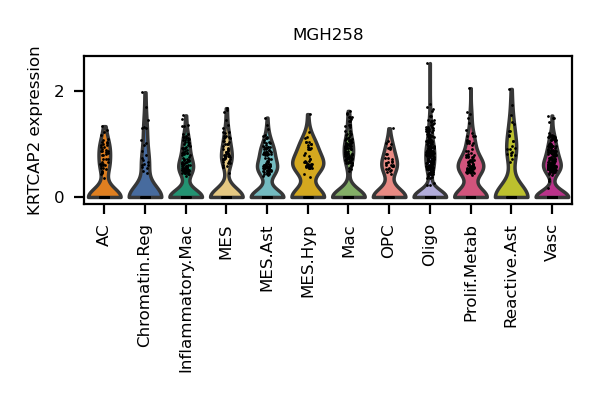 MGH258
KRTCAP2 expression
2
0
AC
Chromatin.Reg
Inflammatory.Mac
MES
MES.Ast
MES.Hyp
Mac
OPC
Oligo
Prolif.Metab
Reactive.Ast
Vasc